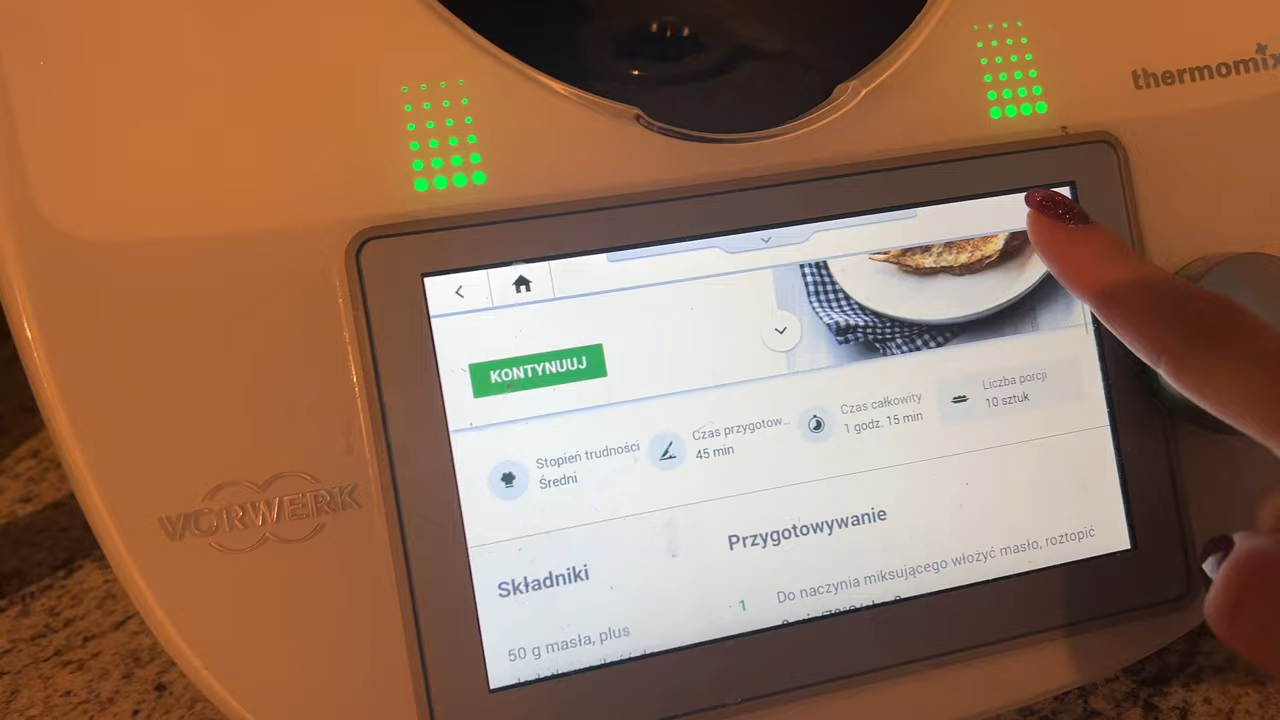 thermomix
KONTYNUUJ
Stopień trudności
Średni
Czas przygotow...
45 min
Czas całkowity
1 godz. 15 min
Liczba porcji
10 sztuk
VORWERK
Składniki
50 g masła, plus
Przygotowywanie
1 Do naczynia miksującego włożyć masło, roztopić